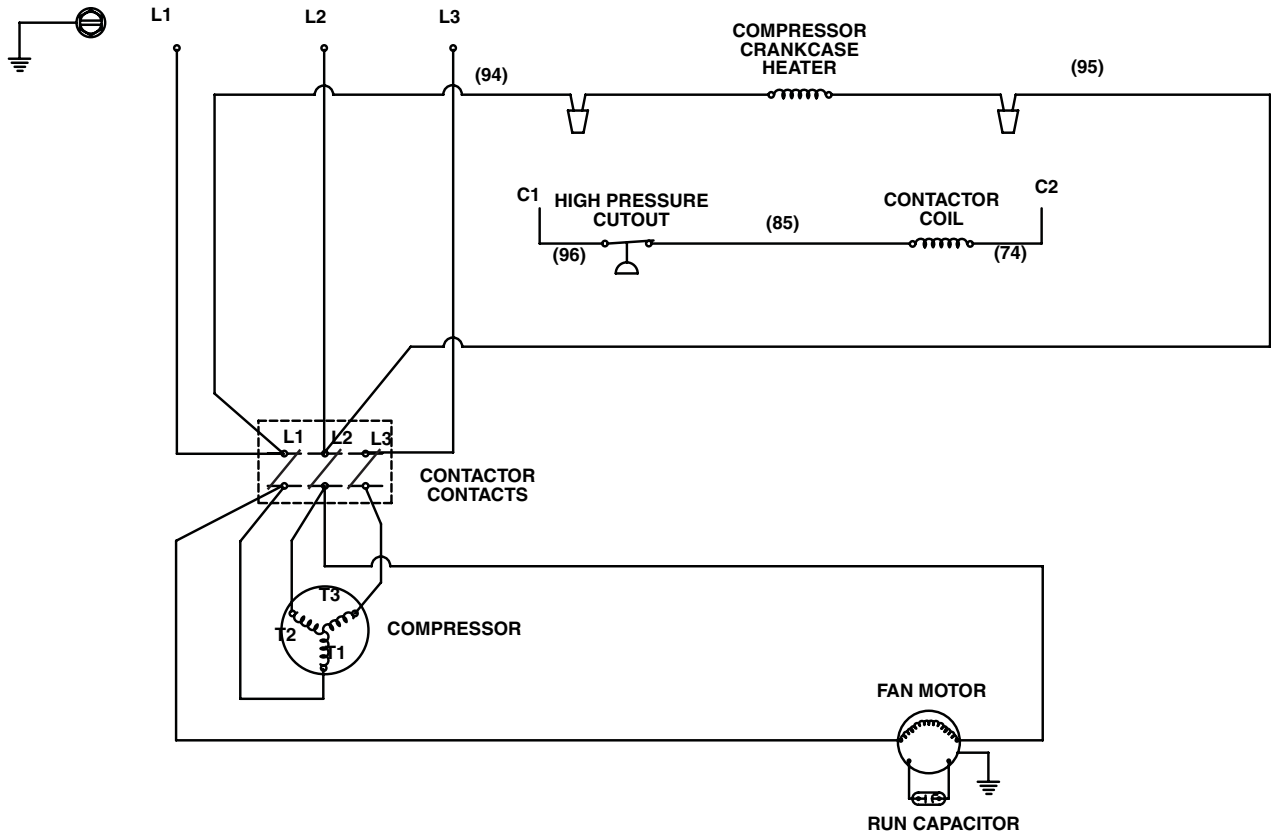 L1
L2
L3
COMPRESSOR
CRANKCASE
HEATER
(94)
(95)
C1
HIGH PRESSURE
CUTOUT
(85)
CONTACTOR
COIL
C2
(96)
(74)
L1
L2
L3
CONTACTOR
CONTACTS
T3
T2
T1
COMPRESSOR
FAN MOTOR
RUN CAPACITOR